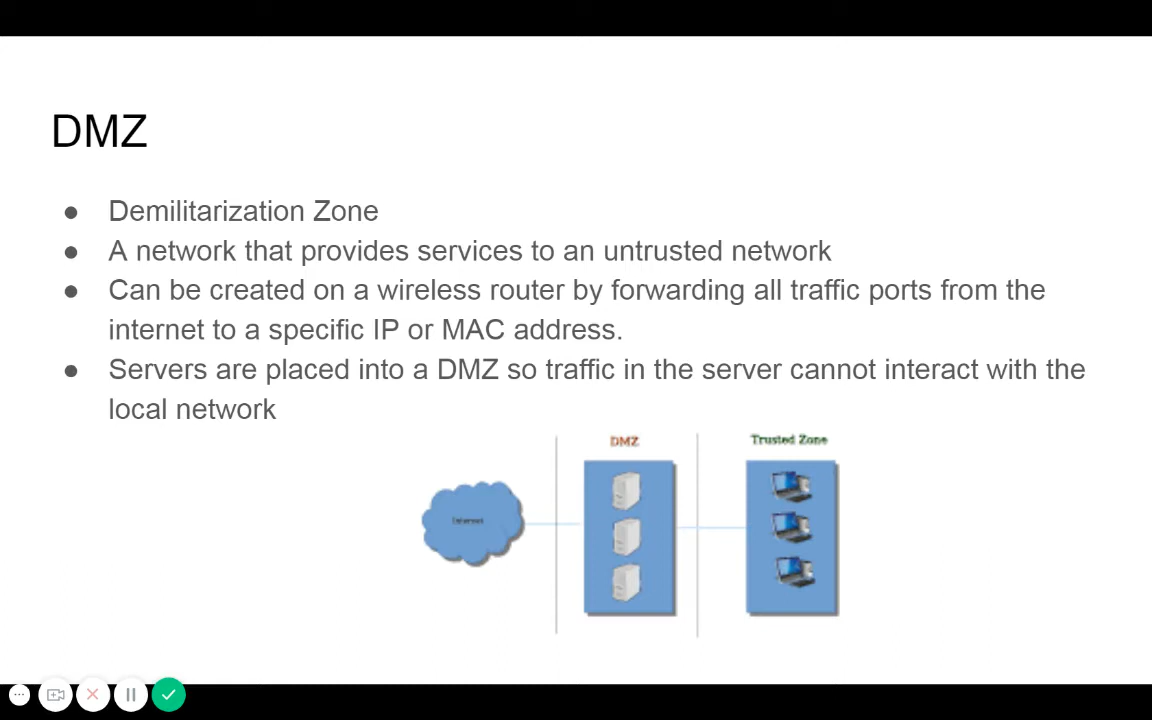 DMZ
● Demilitarization Zone
● A network that provides services to an untrusted network
● Can be created on a wireless router by forwarding all traffic ports from the
internet to a specific IP or MAC address.
● Servers are placed into a DMZ so traffic in the server cannot interact with the
local network
DMZ
Trusted Zone
Internet